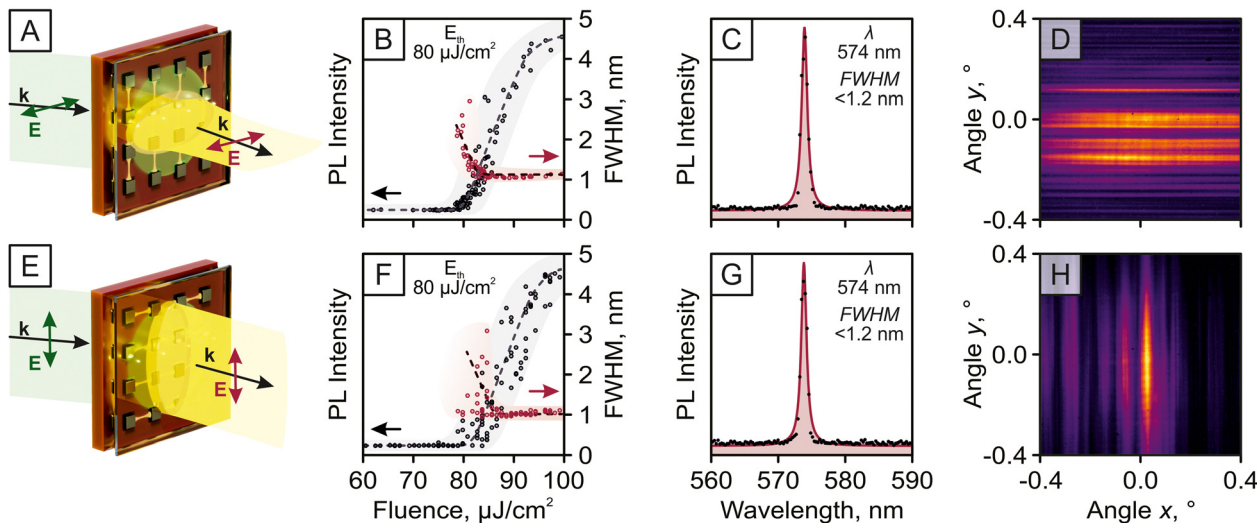 A
k
E
k
E
B
E_th
80 µJ/cm²
PL Intensity
5
4
3
2
1
0
FWHM, nm
C
λ
574 nm
FWHM
<1.2 nm
PL Intensity
D
Angle y, °
0.4
0.0
-0.4
E
k
E
k
E
F
E_th
80 µJ/cm²
PL Intensity
5
4
3
2
1
0
FWHM, nm
60 70 80 90 100
Fluence, µJ/cm²
G
λ
574 nm
FWHM
<1.2 nm
PL Intensity
560 570 580 590
Wavelength, nm
H
Angle y, °
0.4
0.0
-0.4
-0.4 0.0 0.4
Angle x, °